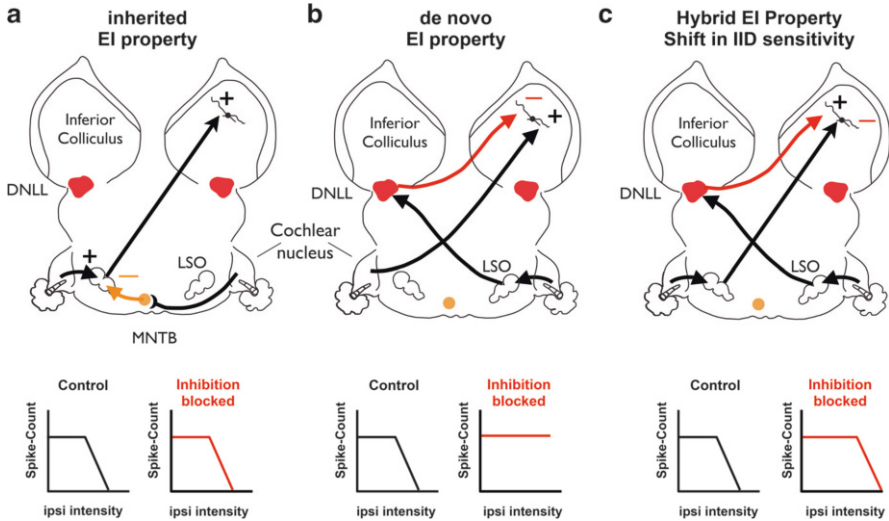 a
inherited
EI property
Inferior
Colliculus
+
DNLL
+
−
LSO
MNTB
Cochlear
nucleus
Control
Inhibition
blocked
Spike-Count
Spike-Count
ipsi intensity
ipsi intensity
b
de novo
EI property
Inferior
Colliculus
−
+
DNLL
LSO
Control
Inhibition
blocked
Spike-Count
Spike-Count
ipsi intensity
ipsi intensity
c
Hybrid EI Property
Shift in IID sensitivity
Inferior
Colliculus
+
−
DNLL
LSO
Control
Inhibition
blocked
Spike-Count
Spike-Count
ipsi intensity
ipsi intensity